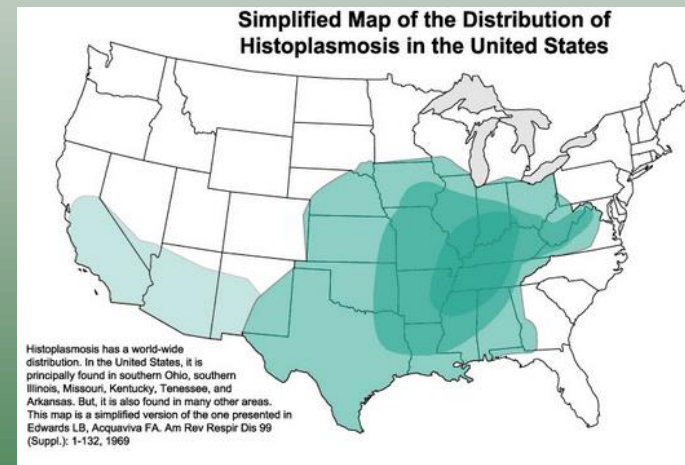 Simplified Map of the Distribution of
Histoplasmosis in the United States
Histoplasmosis has a world-wide
distribution. In the United States, it is
principally found in southern Ohio, southern
Illinois, Missouri, Kentucky, Tenessee, and
Arkansas. But, it is also found in many other areas.
This map is a simplified version of the one presented in
Edwards LB, Acquaviva FA. Am Rev Respir Dis 99
(Suppl.): 1-132, 1969